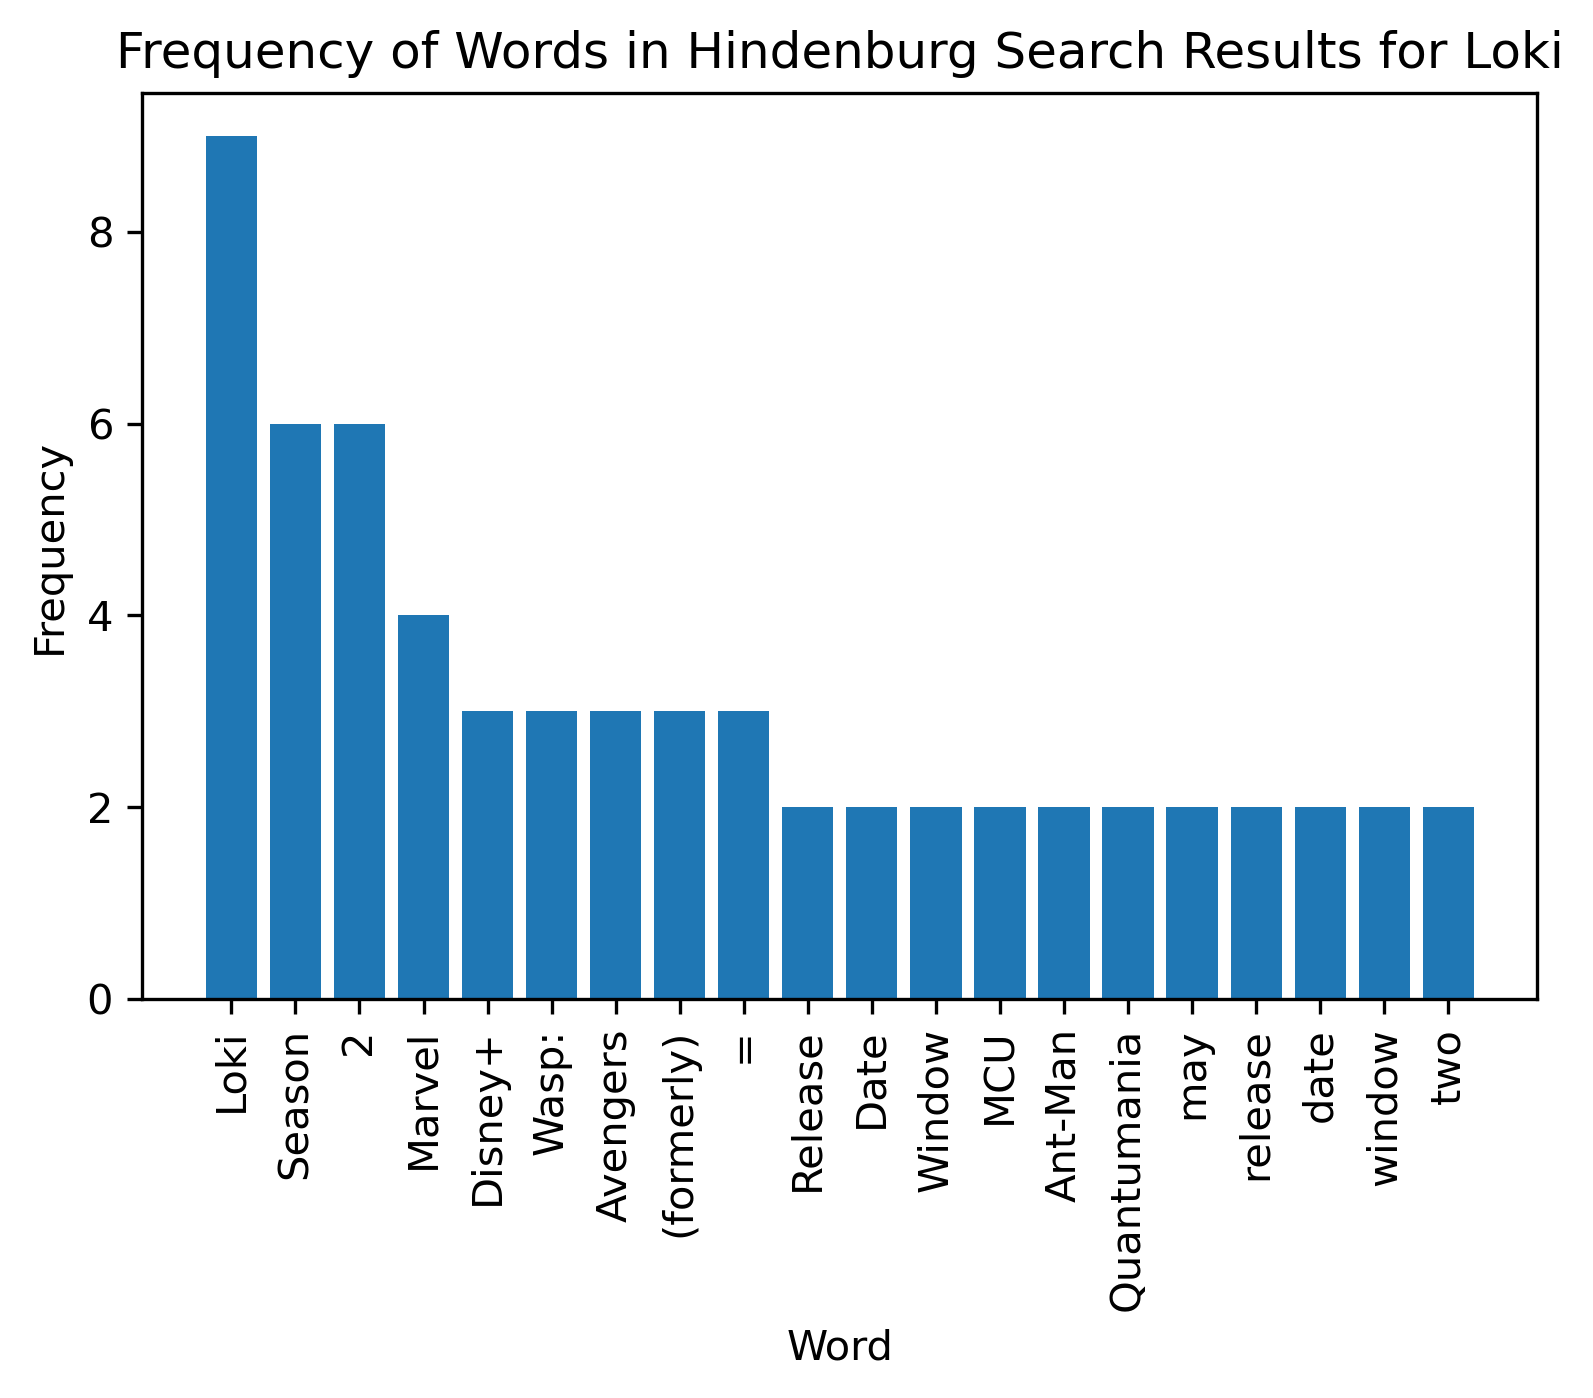 Frequency of Words in Hindenburg Search Results for Loki
Frequency
8
6
4
2
0
Loki
Season
2
Marvel
Disney+
Wasp:
Avengers
(formerly)
=
Release
Date
Window
MCU
Ant-Man
Quantumania
may
release
date
window
two
Word